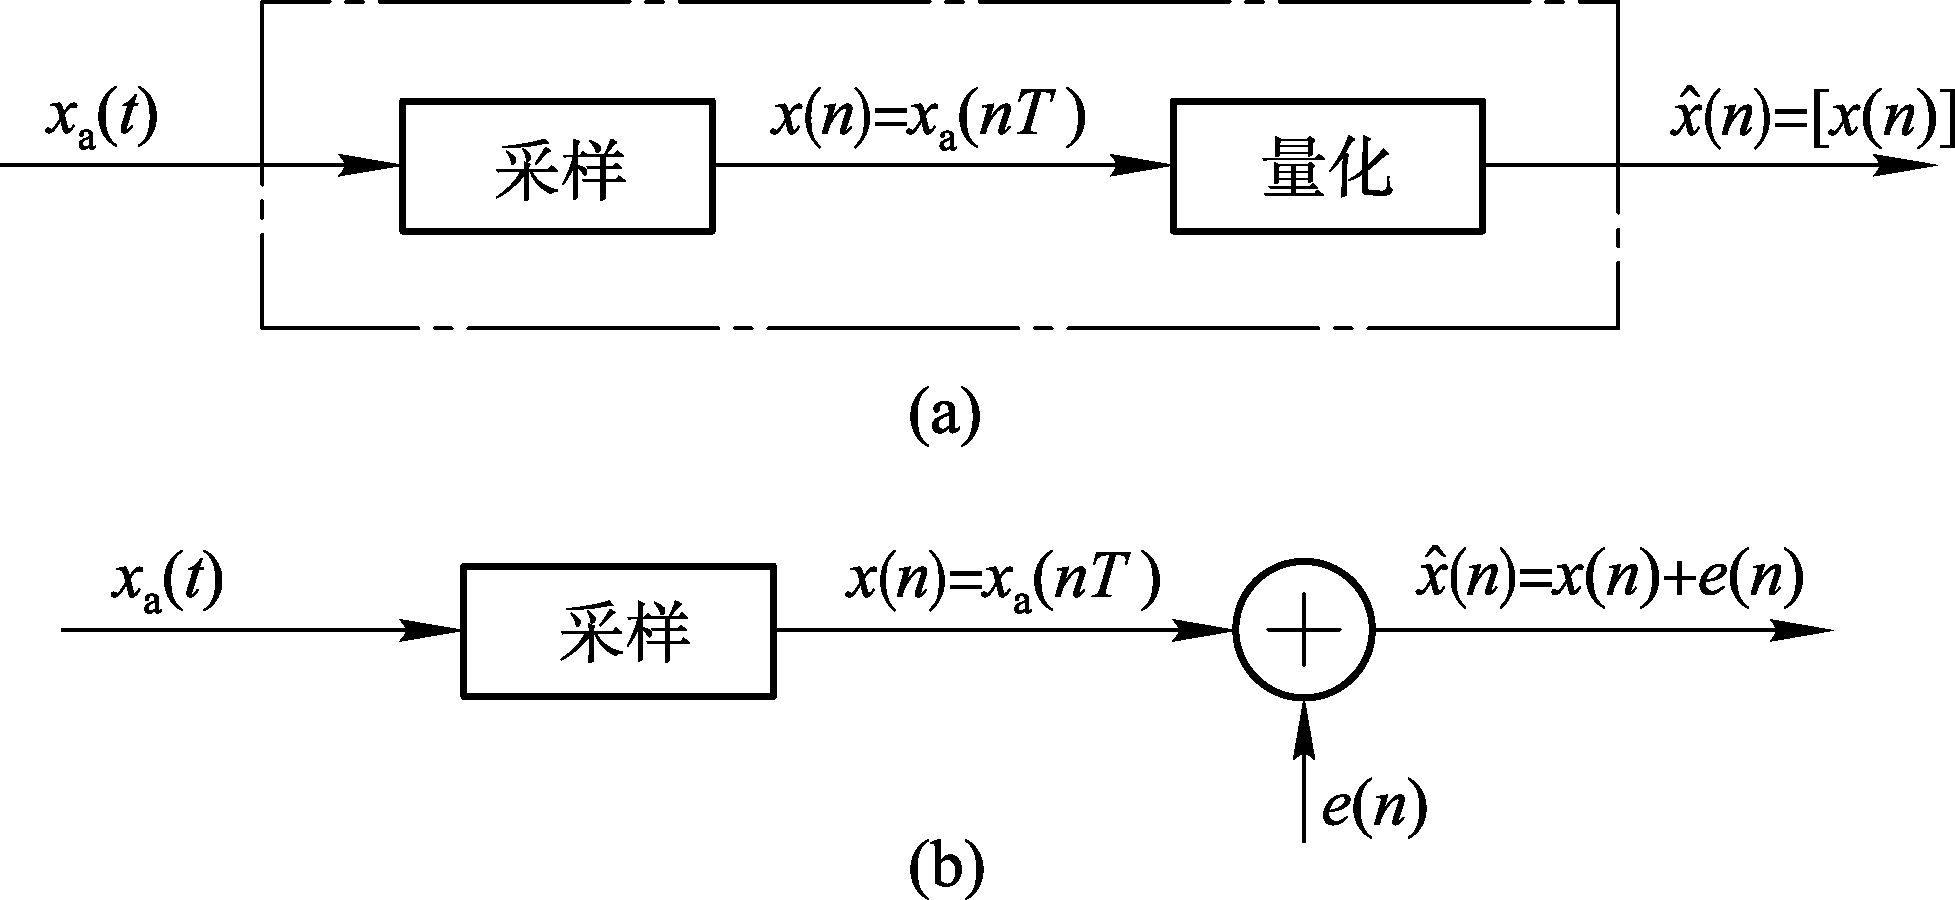 xₐ(t)
采样
x(n)=xₐ(nT)
量化
x̂(n)=[x(n)]
(a)
xₐ(t)
采样
x(n)=xₐ(nT)
+
x̂(n)=x(n)+e(n)
e(n)
(b)